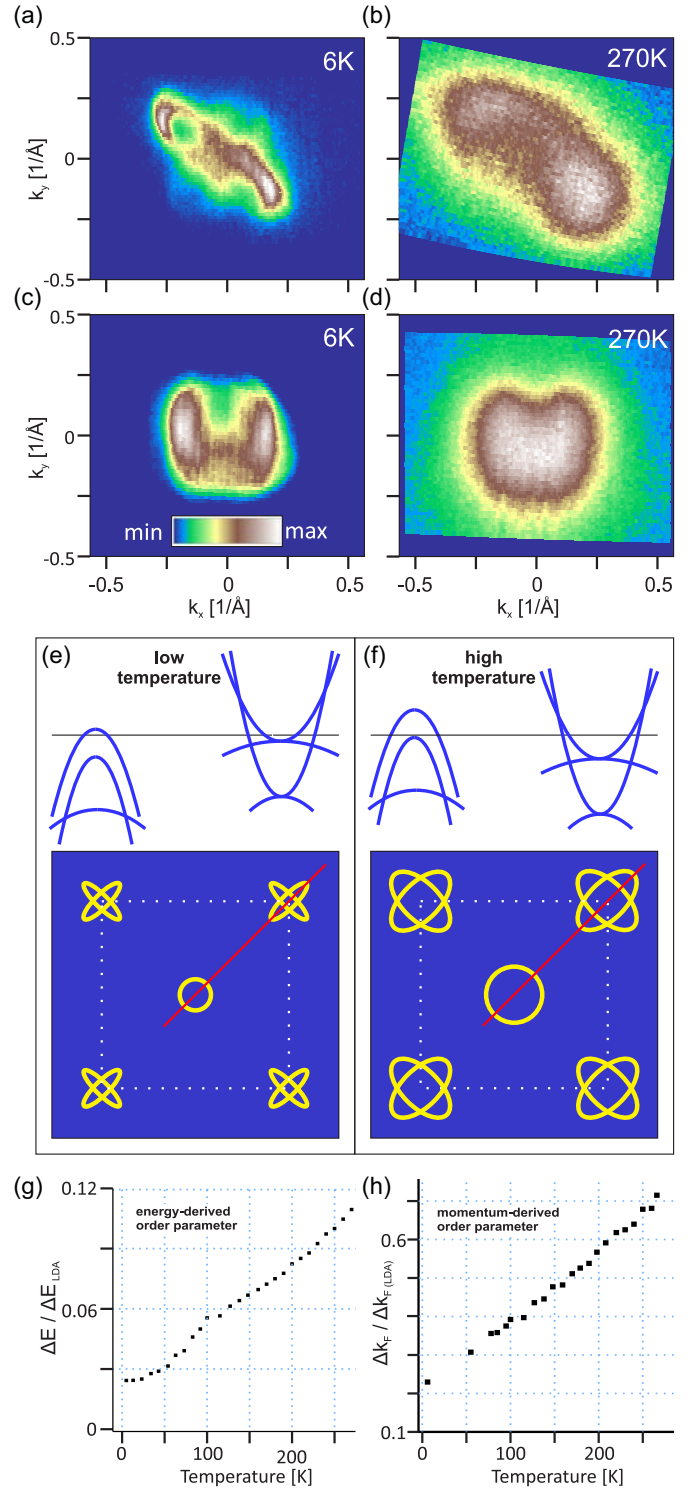 (a)
0.5
6K
k_y [1/Å]
0
-0.5
(b)
270K
(c)
0.5
6K
k_y [1/Å]
0
min
max
-0.5
-0.5
0
0.5
k_x [1/Å]
(d)
270K
-0.5
0
0.5
k_x [1/Å]
(e)
low
temperature
(f)
high
temperature
(g)
0.12
energy-derived
order parameter
ΔE / ΔE_LDA
0.06
0
0
100
200
Temperature [K]
(h)
momentum-derived
order parameter
Δk_F / Δk_F (LDA)
0.6
0.1
0
100
200
Temperature [K]